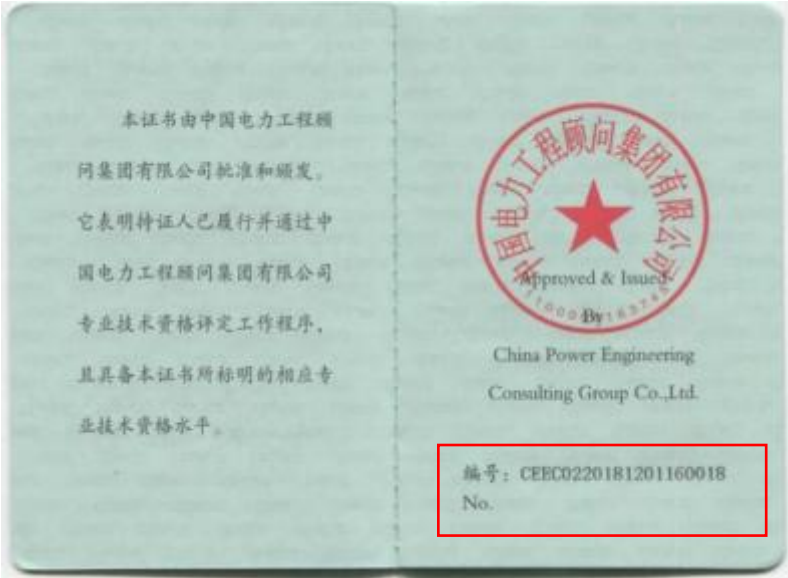 本证书由中国电力工程顾
问集团有限公司批准和颁发。
它表明持证人已履行并通过中
国电力工程顾问集团有限公司
专业技术资格评定工作程序,
且具备本证书所标明的相应专
业技术资格水平。
中国电力工程顾问集团有限公司
Approved & Issued
By
China Power Engineering
Consulting Group Co.,Ltd.
编号：CEEC0220181201160018
No.